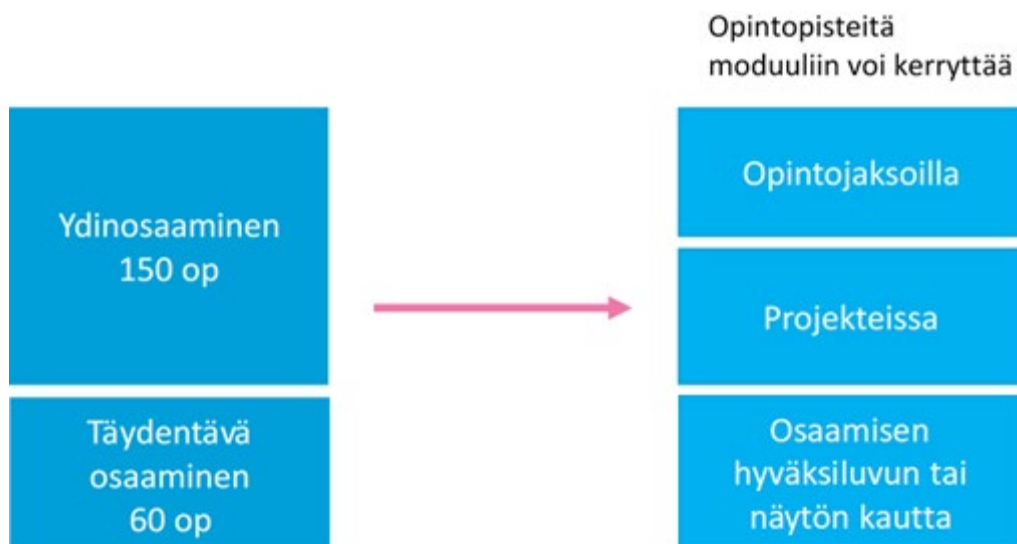 Opintopisteitä
moduuliin voi kerryttää
Ydinosaaminen
150 op
Täydentävä
osaaminen
60 op
Opintojaksoilla
Projekteissa
Osaamisen
hyväksiluvun tai
näytön kautta